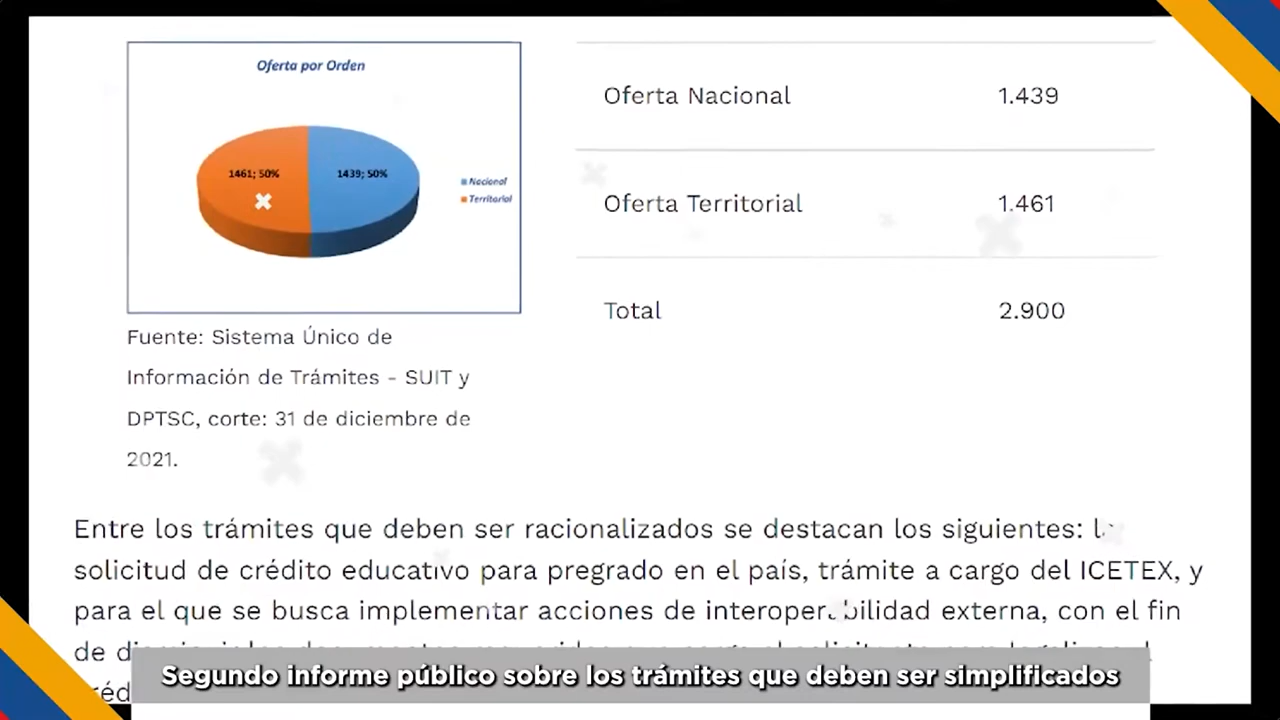 Oferta por Orden
1461; 50%
1439; 50%
Nacional
Territorial
Oferta Nacional 1.439
Oferta Territorial 1.461
Total 2.900
Fuente: Sistema Único de
Información de Trámites - SUIT y
DPTSC, corte: 31 de diciembre de
2021.
Entre los trámites que deben ser racionalizados se destacan los siguientes:
solicitud de crédito educativo para pregrado en el país, trámite a cargo del ICETEX, y
para el que se busca implementar acciones de interoperabilidad externa, con el fin
de
Segundo informe público sobre los trámites que deben ser simplificados